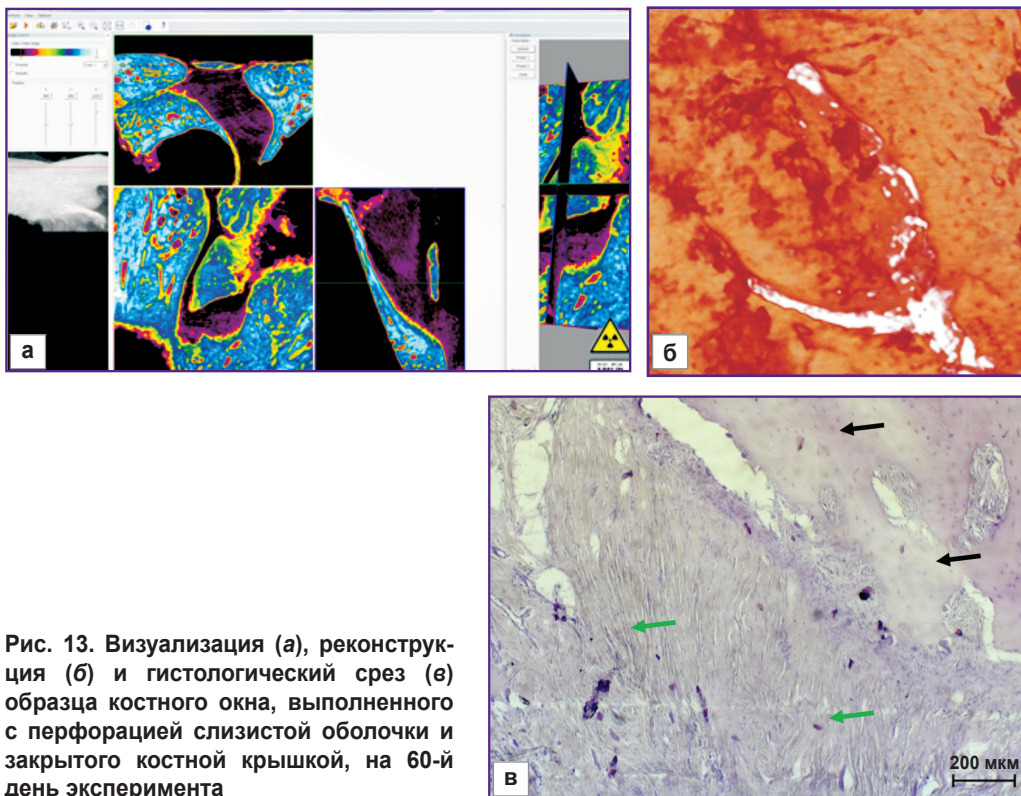 а
б
в
200 мкм
Рис. 13. Визуализация (а), реконструк-
ция (б) и гистологический срез (в)
образца костного окна, выполненного
с перфорацией слизистой оболочки и
закрытого костной крышкой, на 60-й
день эксперимента